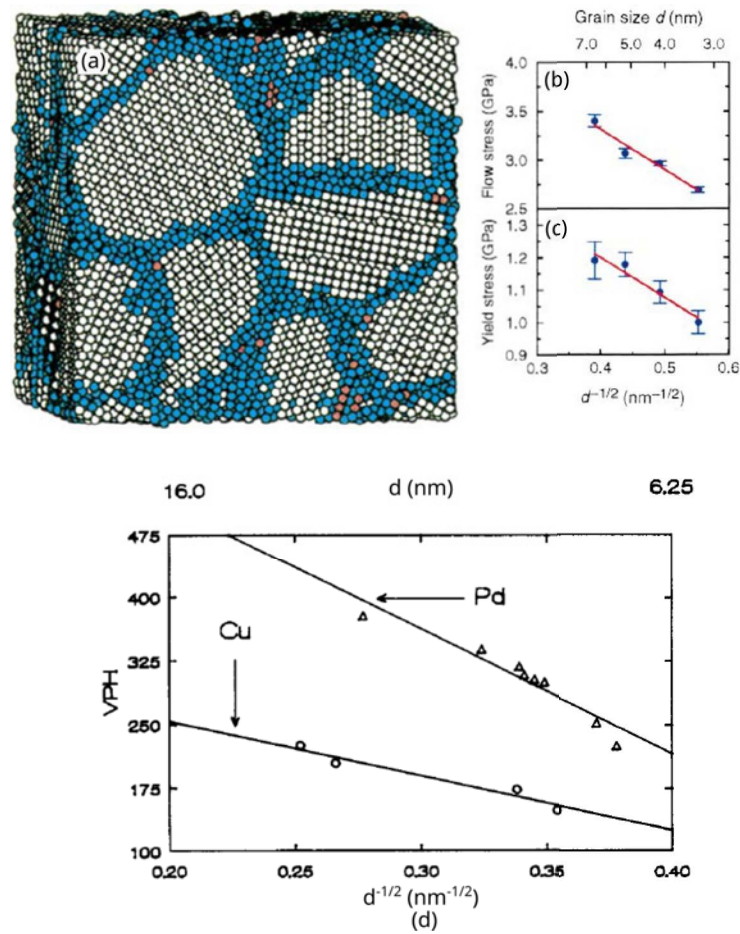 (a)
Grain size d (nm)
7.0 5.0 4.0 3.0
4.0
(b)
3.5
3.0
2.5
Flow stress (GPa)
(c)
1.3
1.2
1.1
1.0
0.9
Yield stress (GPa)
0.3 0.4 0.5 0.6
d⁻¹/² (nm⁻¹/²)
16.0 d (nm) 6.25
475
400
325
250
175
100
VPH
Pd
Cu
0.20 0.25 0.30 0.35 0.40
d⁻¹/² (nm⁻¹/²)
(d)